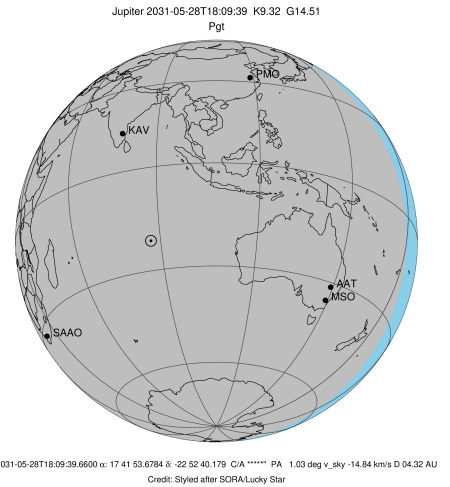 Jupiter 2031-05-28T18:09:39 K9.32 G14.51
Pgt
PMO
KAV
AAT
MSO
SAAO
031-05-28T18:09:39.6600 α: 17 41 53.6784 δ: -22 52 40.179 C/A *****" PA 1.03 deg v_sky -14.84 km/s D 04.32 AU
Credit: Styled after SORA/Lucky Star